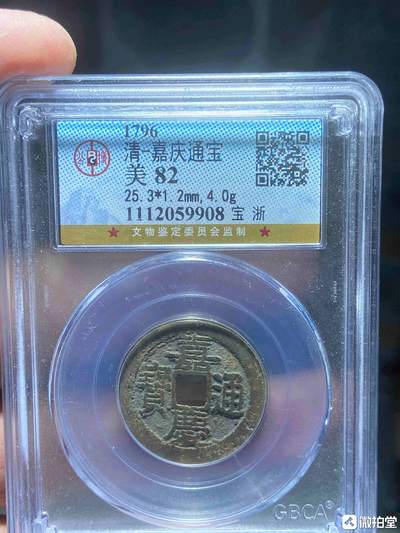 1796
清-嘉庆通宝
美 82
25.3*1.2mm,4.0g
1112059908 宝 浙
★ 文物鉴定委员会监制 ★
嘉慶通寶
GBCA
微拍堂